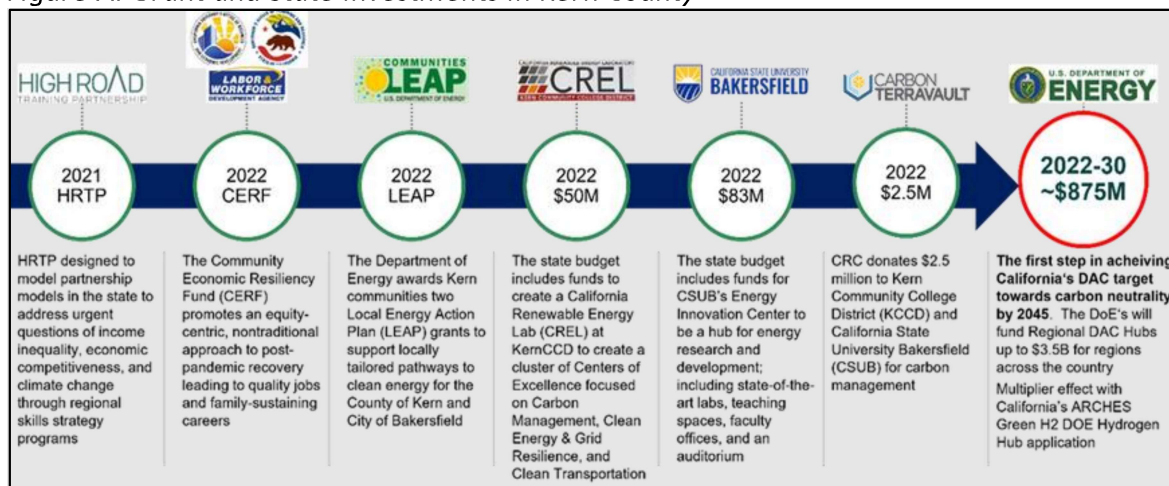 HIGH ROAD
TRAINING PARTNERSHIP
LABOR &
WORKFORCE
DEVELOPMENT AGENCY
COMMUNITIES
LEAP
U.S. DEPARTMENT OF ENERGY
CALIFORNIA RENEWABLE ENERGY LABORATORY
CREL
KERN COMMUNITY COLLEGE DISTRICT
CALIFORNIA STATE UNIVERSITY
BAKERSFIELD
CARBON
TERRAVAULT
U.S. DEPARTMENT OF
ENERGY
2021
HRTP
2022
CERF
2022
LEAP
2022
$50M
2022
$83M
2022
$2.5M
2022-30
~$875M
HRTP designed to
model partnership
models in the state to
address urgent
questions of income
inequality, economic
competitiveness, and
climate change
through regional
skills strategy
programs
The Community
Economic Resiliency
Fund (CERF)
promotes an equity-
centric, nontraditional
approach to post-
pandemic recovery
leading to quality jobs
and family-sustaining
careers
The Department of
Energy awards Kern
communities two
Local Energy Action
Plan (LEAP) grants to
support locally
tailored pathways to
clean energy for the
County of Kern and
City of Bakersfield
The state budget
includes funds to
create a California
Renewable Energy
Lab (CREL) at
KernCCD to create a
cluster of Centers of
Excellence focused
on Carbon
Management, Clean
Energy & Grid
Resilience, and
Clean Transportation
The state budget
includes funds for
CSUB's Energy
Innovation Center to
be a hub for energy
research and
development;
including state-of-the-
art labs, teaching
spaces, faculty
offices, and an
auditorium
CRC donates $2.5
million to Kern
Community College
District (KCCD) and
California State
University Bakersfield
(CSUB) for carbon
management
The first step in acheiving
California's DAC target
towards carbon neutrality
by 2045. The DoE's will
fund Regional DAC Hubs
up to $3.5B for regions
across the country
Multiplier effect with
California's ARCHES
Green H2 DOE Hydrogen
Hub application